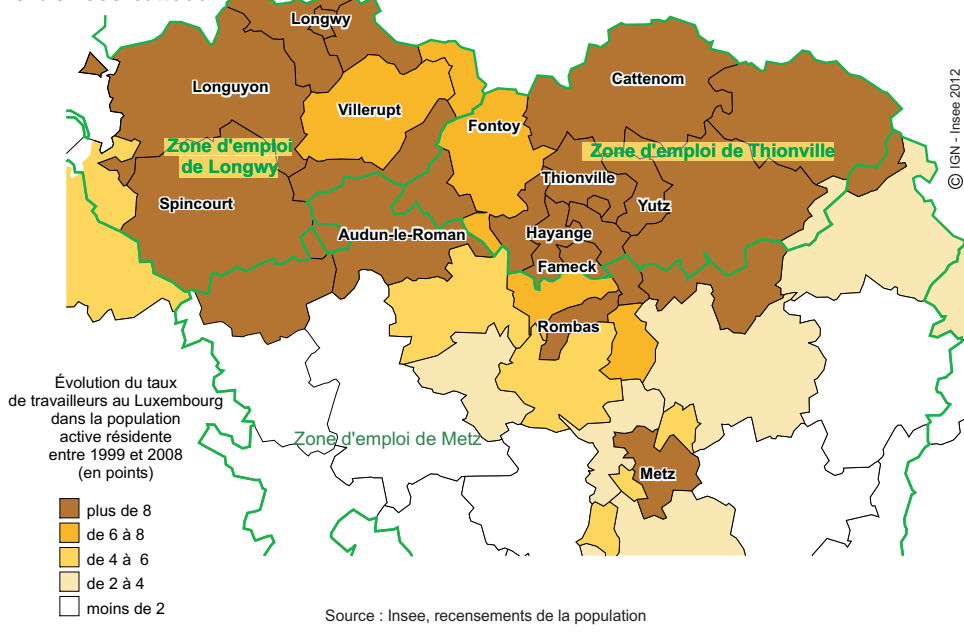 Longwy
Longuyon
Cattenom
Villerupt
Fontoy
Zone d'emploi
de Longwy
Zone d'emploi de Thionville
Thionville
Spincourt
Yutz
Audun-le-Roman
Hayange
Fameck
Rombas
Zone d'emploi de Metz
Metz
© IGN - Insee 2012
Évolution du taux
de travailleurs au Luxembourg
dans la population
active résidente
entre 1999 et 2008
(en points)
plus de 8
de 6 à 8
de 4 à 6
de 2 à 4
moins de 2
Source : Insee, recensements de la population